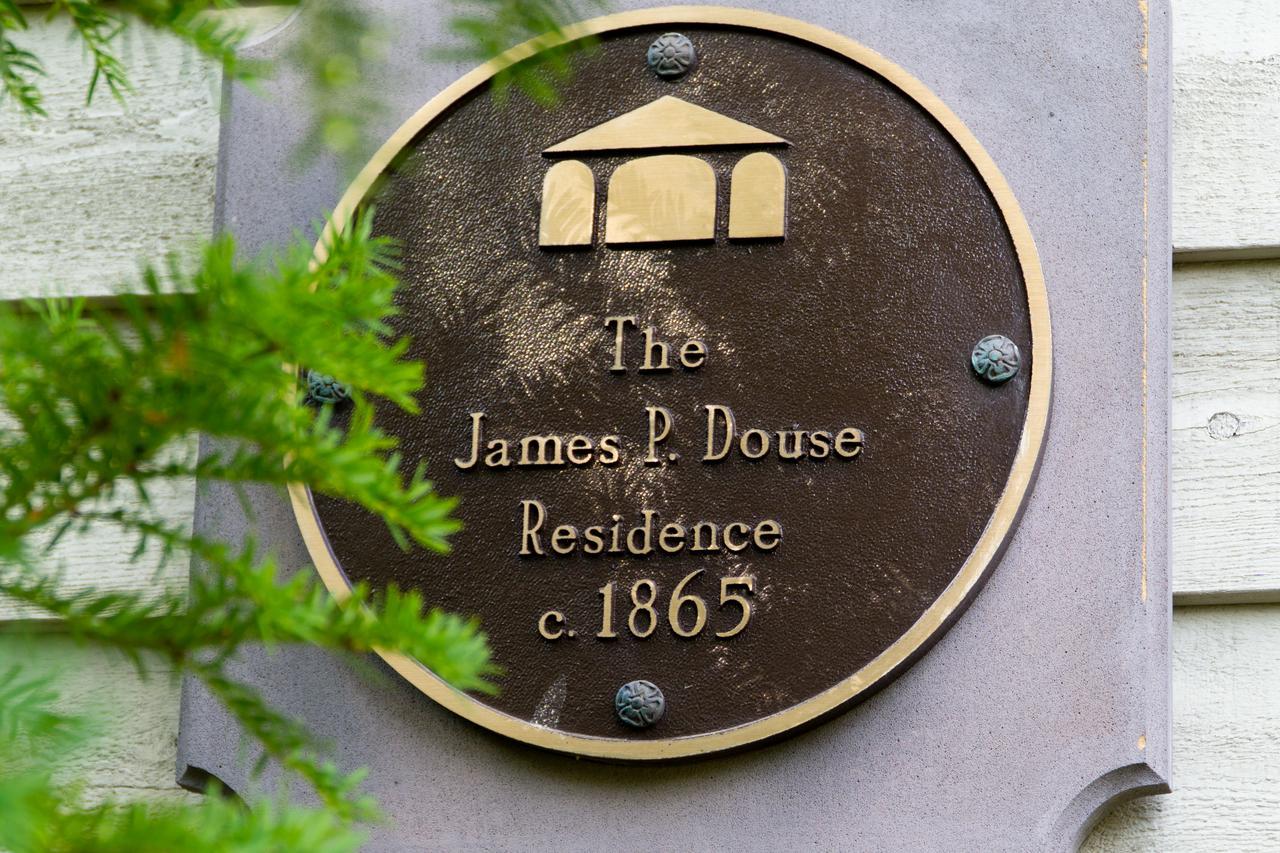 The
James P. Douse
Residence
c. 1865